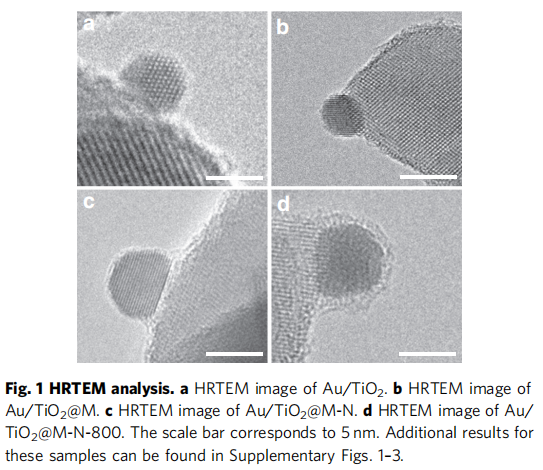 a
b
c
d
Fig. 1 HRTEM analysis. a HRTEM image of Au/TiO₂. b HRTEM image of
Au/TiO₂@M. c HRTEM image of Au/TiO₂@M-N. d HRTEM image of Au/
TiO₂@M-N-800. The scale bar corresponds to 5 nm. Additional results for
these samples can be found in Supplementary Figs. 1–3.